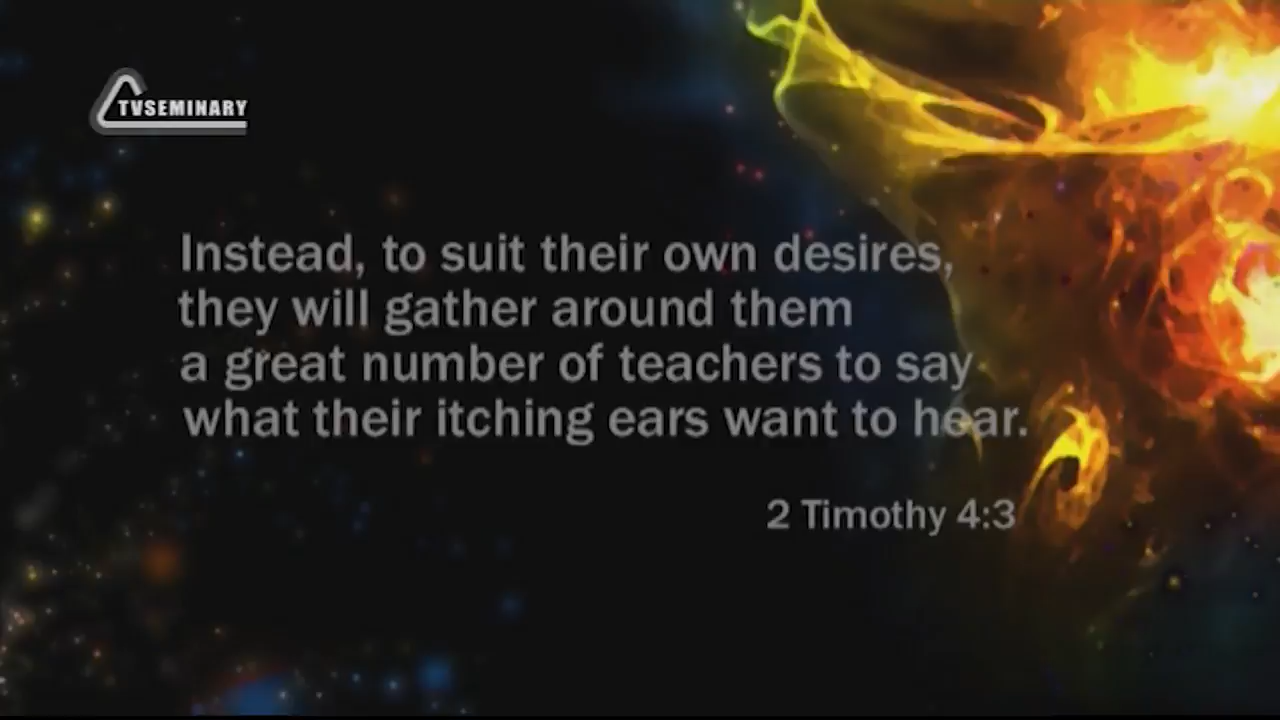 TVSEMINARY
Instead, to suit their own desires,
they will gather around them
a great number of teachers to say
what their itching ears want to hear.
2 Timothy 4:3